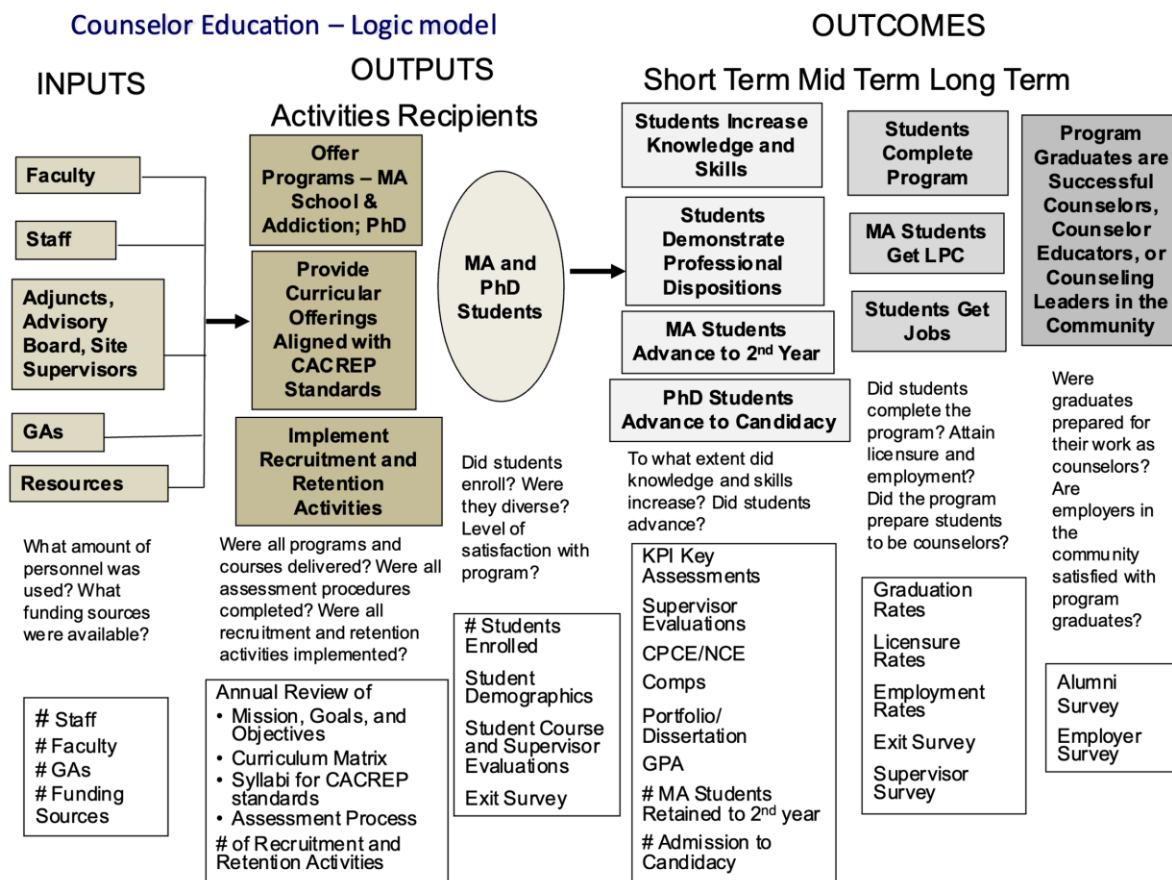 Counselor Education – Logic model
OUTCOMES
INPUTS
OUTPUTS
Short Term Mid Term Long Term
Activities Recipients
Faculty
Staff
Adjuncts,
Advisory
Board, Site
Supervisors
GAs
Resources
What amount of
personnel was
used? What
funding sources
were available?
# Staff
# Faculty
# GAs
# Funding
Sources
Offer
Programs – MA
School &
Addiction; PhD
Provide
Curricular
Offerings
Aligned with
CACREP
Standards
Implement
Recruitment and
Retention
Activities
Were all programs and
courses delivered? Were all
assessment procedures
completed? Were all
recruitment and retention
activities implemented?
Annual Review of
• Mission, Goals, and
Objectives
• Curriculum Matrix
• Syllabi for CACREP
standards
• Assessment Process
# of Recruitment and
Retention Activities
MA and
PhD
Students
Did students
enroll? Were
they diverse?
Level of
satisfaction with
program?
# Students
Enrolled
Student
Demographics
Student Course
and Supervisor
Evaluations
Exit Survey
Students Increase
Knowledge and
Skills
Students
Demonstrate
Professional
Dispositions
MA Students
Advance to 2nd Year
PhD Students
Advance to Candidacy
To what extent did
knowledge and skills
increase? Did students
advance?
KPI Key
Assessments
Supervisor
Evaluations
CPCE/NCE
Comps
Portfolio/
Dissertation
GPA
# MA Students
Retained to 2nd year
# Admission to
Candidacy
Students
Complete
Program
MA Students
Get LPC
Students Get
Jobs
Did students
complete the
program? Attain
licensure and
employment?
Did the program
prepare students
to be counselors?
Graduation
Rates
Licensure
Rates
Employment
Rates
Exit Survey
Supervisor
Survey
Program
Graduates are
Successful
Counselors,
Counselor
Educators, or
Counseling
Leaders in the
Community
Were
graduates
prepared for
their work as
counselors?
Are
employers in
the
community
satisfied with
program
graduates?
Alumni
Survey
Employer
Survey